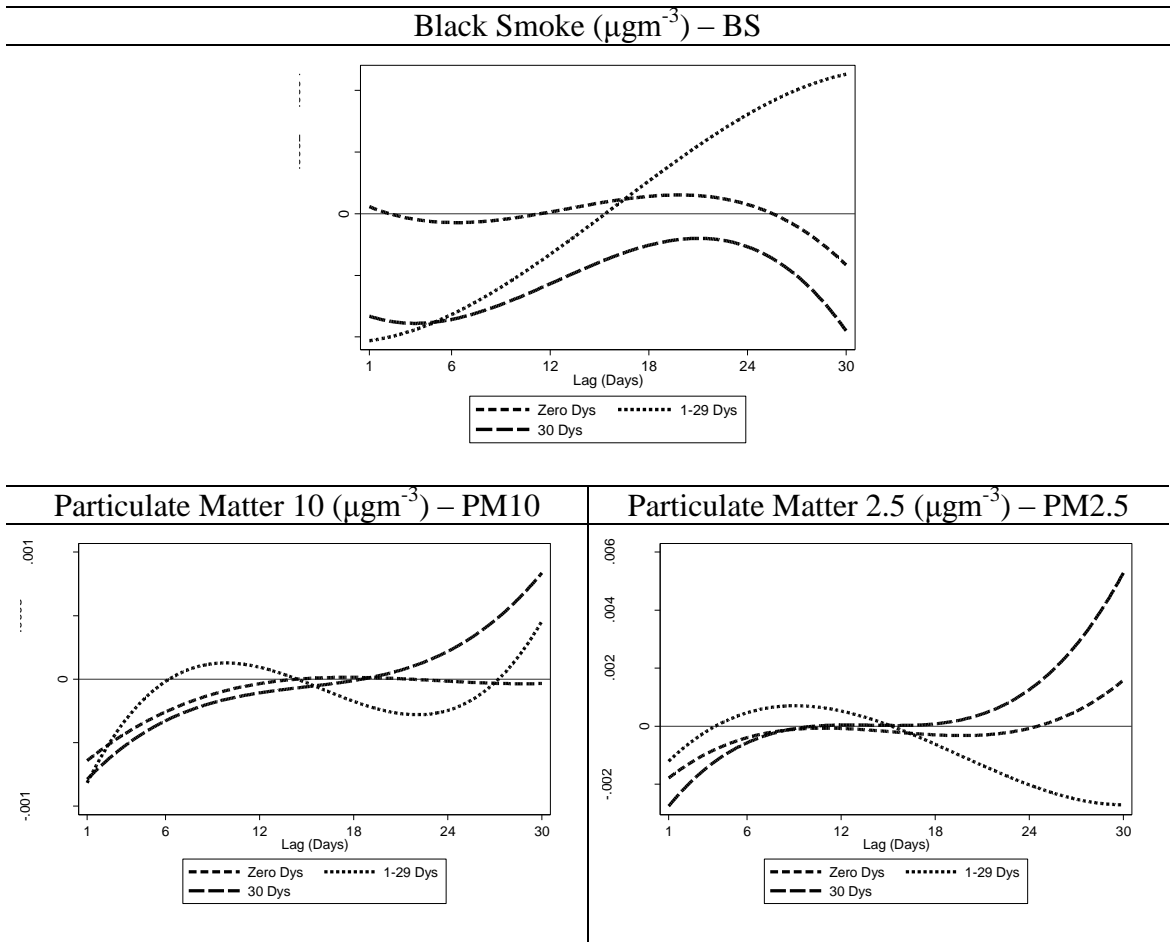 Black Smoke (µgm-3) – BS
0
1 6 12 18 24 30
Lag (Days)
Zero Dys 1-29 Dys
30 Dys
Particulate Matter 10 (µgm-3) – PM10
.001
0
-.001
1 6 12 18 24 30
Lag (Days)
Zero Dys 1-29 Dys
30 Dys
Particulate Matter 2.5 (µgm-3) – PM2.5
.006
.004
.002
0
-.002
1 6 12 18 24 30
Lag (Days)
Zero Dys 1-29 Dys
30 Dys